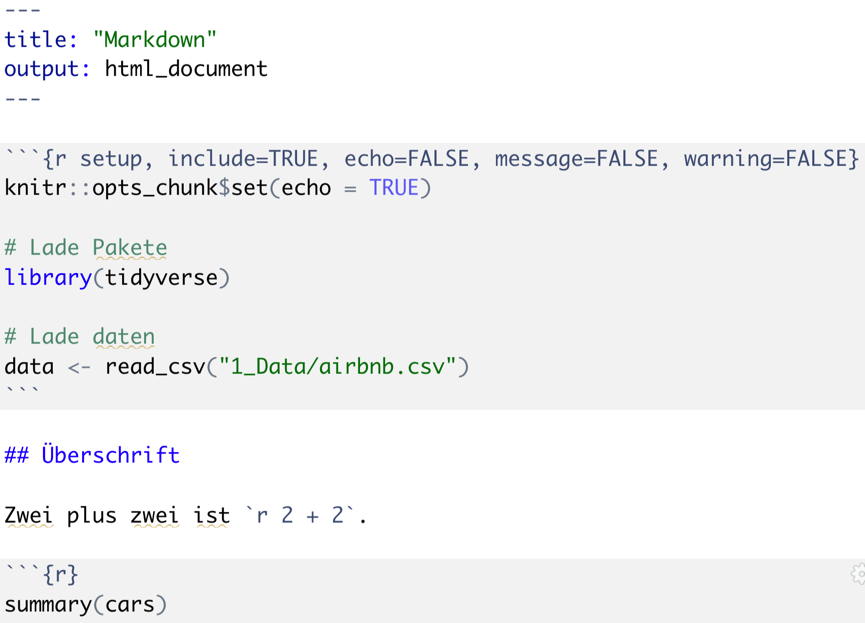 ---
title: "Markdown"
output: html_document
---
```{r setup, include=TRUE, echo=FALSE, message=FALSE, warning=FALSE}
knitr::opts_chunk$set(echo = TRUE)
# Lade Pakete
library(tidyverse)
# Lade daten
data <- read_csv("1_Data/airbnb.csv")
```
## Überschrift
Zwei plus zwei ist `r 2 + 2`.
```{r}
summary(cars)